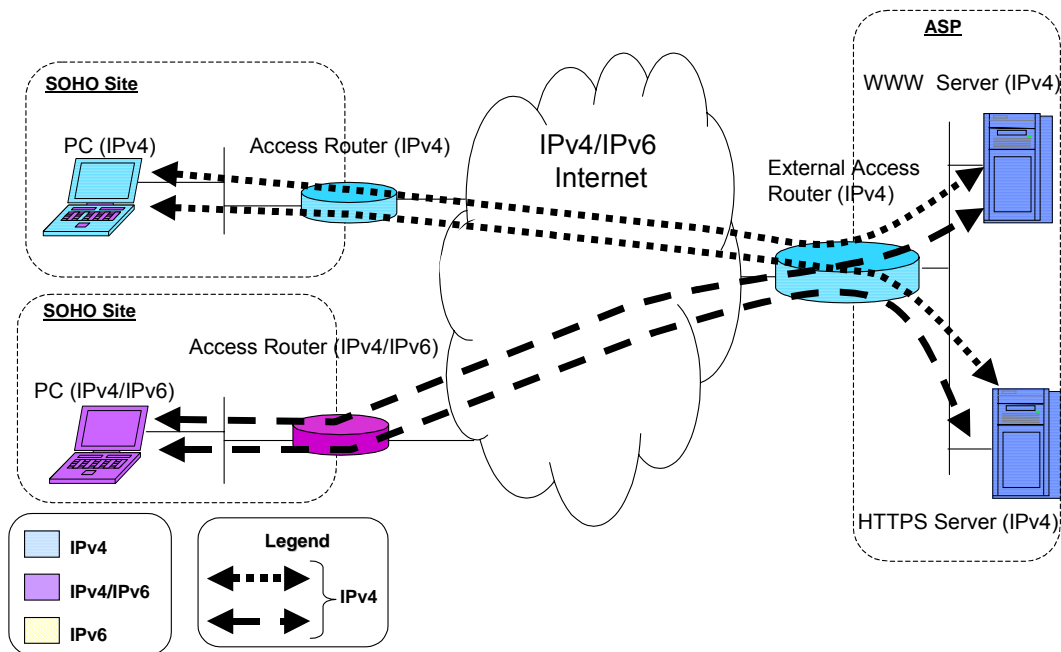 ASP
SOHO Site
WWW Server (IPv4)
PC (IPv4)
Access Router (IPv4)
IPv4/IPv6
Internet
External Access
Router (IPv4)
SOHO Site
Access Router (IPv4/IPv6)
PC (IPv4/IPv6)
HTTPS Server (IPv4)
IPv4
IPv4/IPv6
IPv6
Legend
IPv4